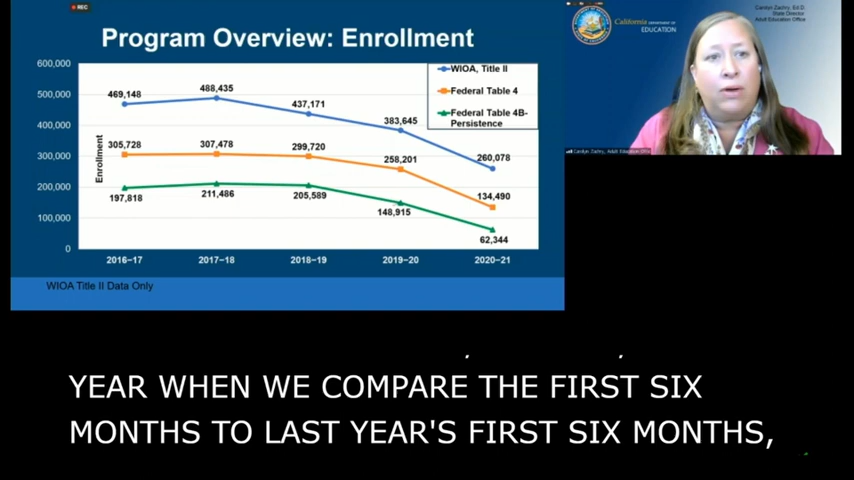 REC
Program Overview: Enrollment
600,000
500,000
400,000
300,000
200,000
100,000
0
Enrollment
469,148
488,435
437,171
383,645
260,078
305,728
307,478
299,720
258,201
134,490
197,818
211,486
205,589
148,915
62,344
WIOA, Title II
Federal Table 4
Federal Table 4B-
Persistence
2016–17
2017–18
2018–19
2019–20
2020–21
WIOA Title II Data Only
California DEPARTMENT OF
EDUCATION
Carolyn Zachry, Ed.D.
State Director
Adult Education Office
Carolyn Zachry, Adult Education Office
YEAR WHEN WE COMPARE THE FIRST SIX
MONTHS TO LAST YEAR'S FIRST SIX MONTHS,